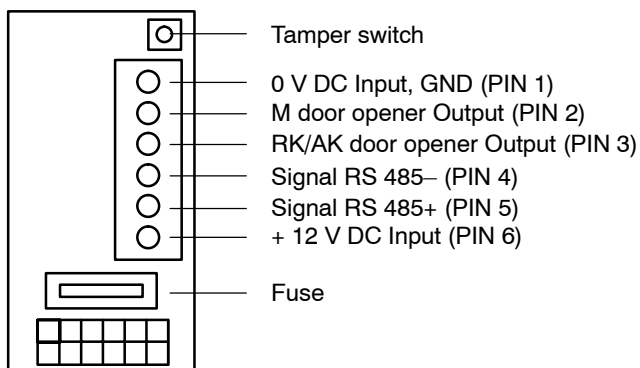 Tamper switch
0 V DC Input, GND (PIN 1)
M door opener Output (PIN 2)
RK/AK door opener Output (PIN 3)
Signal RS 485– (PIN 4)
Signal RS 485+ (PIN 5)
+ 12 V DC Input (PIN 6)
Fuse